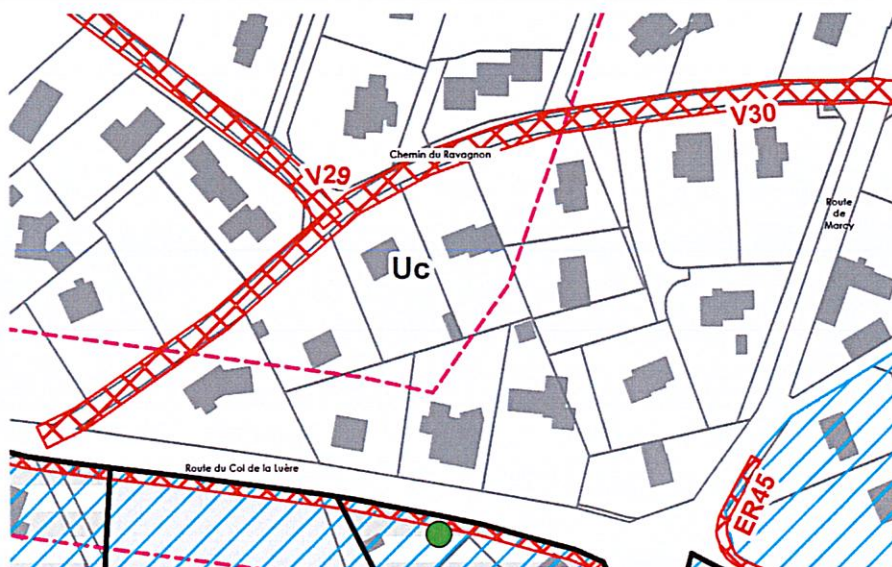 V30
Chemin du Ravagnon
V29
Route
de
Marcy
Uc
Route du Col de la Luère
ER45